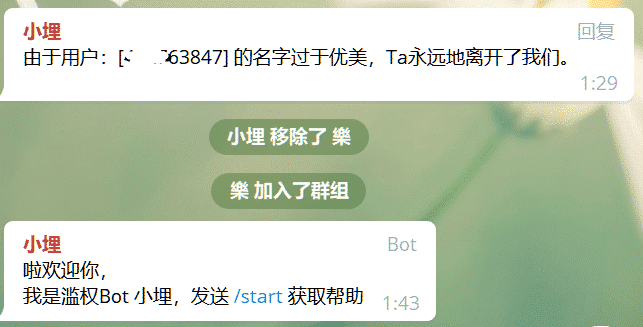 小埋 回复
由于用户：[ 63847] 的名字过于优美，Ta永远地离开了我们。
1:29
小埋 移除了 樂
樂 加入了群组
小埋 Bot
啦欢迎你，
我是滥权Bot 小埋，发送 /start 获取帮助
1:43